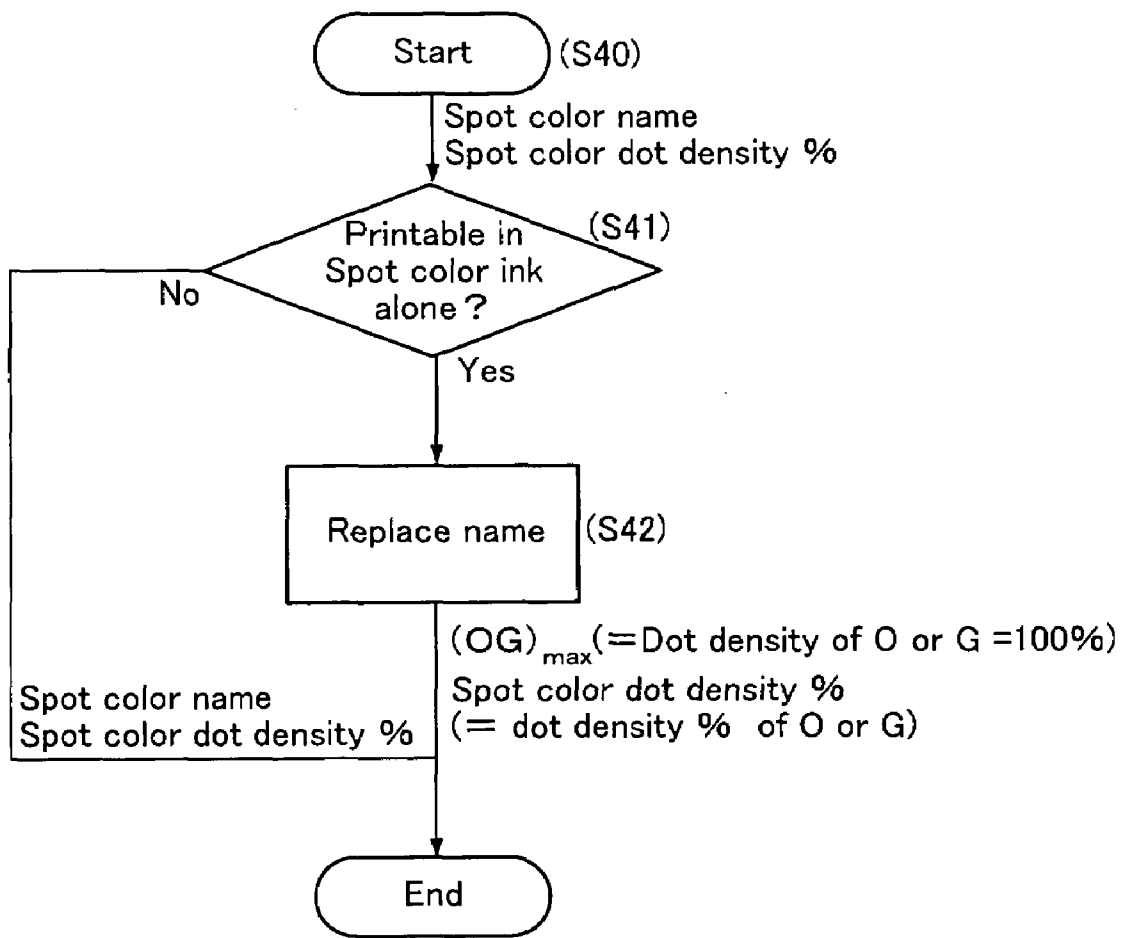 Start
(S40)
Spot color name
Spot color dot density %
Printable in
Spot color ink
alone?
(S41)
No
Yes
Replace name
(S42)
(OG)max(=Dot density of O or G =100%)
Spot color dot density %
(= dot density % of O or G)
Spot color name
Spot color dot density %
End